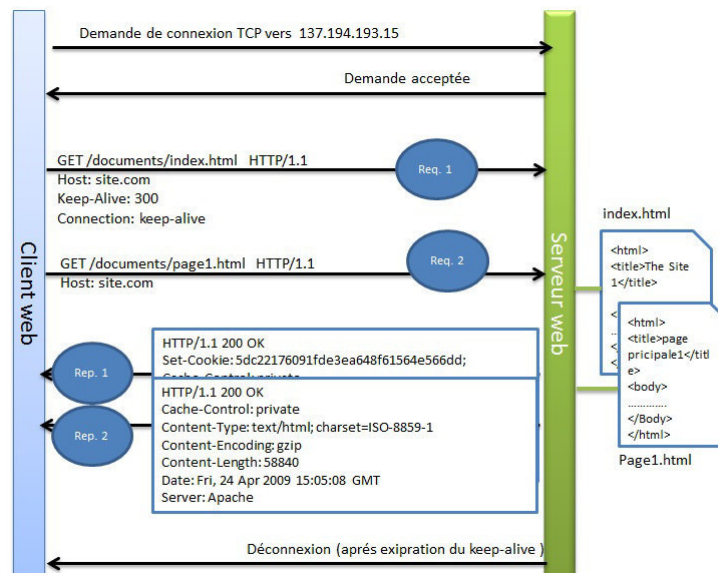 Demande de connexion TCP vers 137.194.193.15
Demande acceptée
GET /documents/index.html HTTP/1.1
Host: site.com
Keep-Alive: 300
Connection: keep-alive
Req. 1
GET /documents/page1.html HTTP/1.1
Host: site.com
Req. 2
Client web
Serveur web
index.html
<html>
<title>The Site
1</title>
<html>
<title>page
pricipale1</titl
e>
<body>
.............
</Body>
</html>
Page1.html
Rep. 1
HTTP/1.1 200 OK
Set-Cookie: 5dc22176091fde3ea648f61564e566dd;
Cache-Control: private
Rep. 2
HTTP/1.1 200 OK
Cache-Control: private
Content-Type: text/html; charset=ISO-8859-1
Content-Encoding: gzip
Content-Length: 58840
Date: Fri, 24 Apr 2009 15:05:08 GMT
Server: Apache
Déconnexion (aprés exipration du keep-alive )